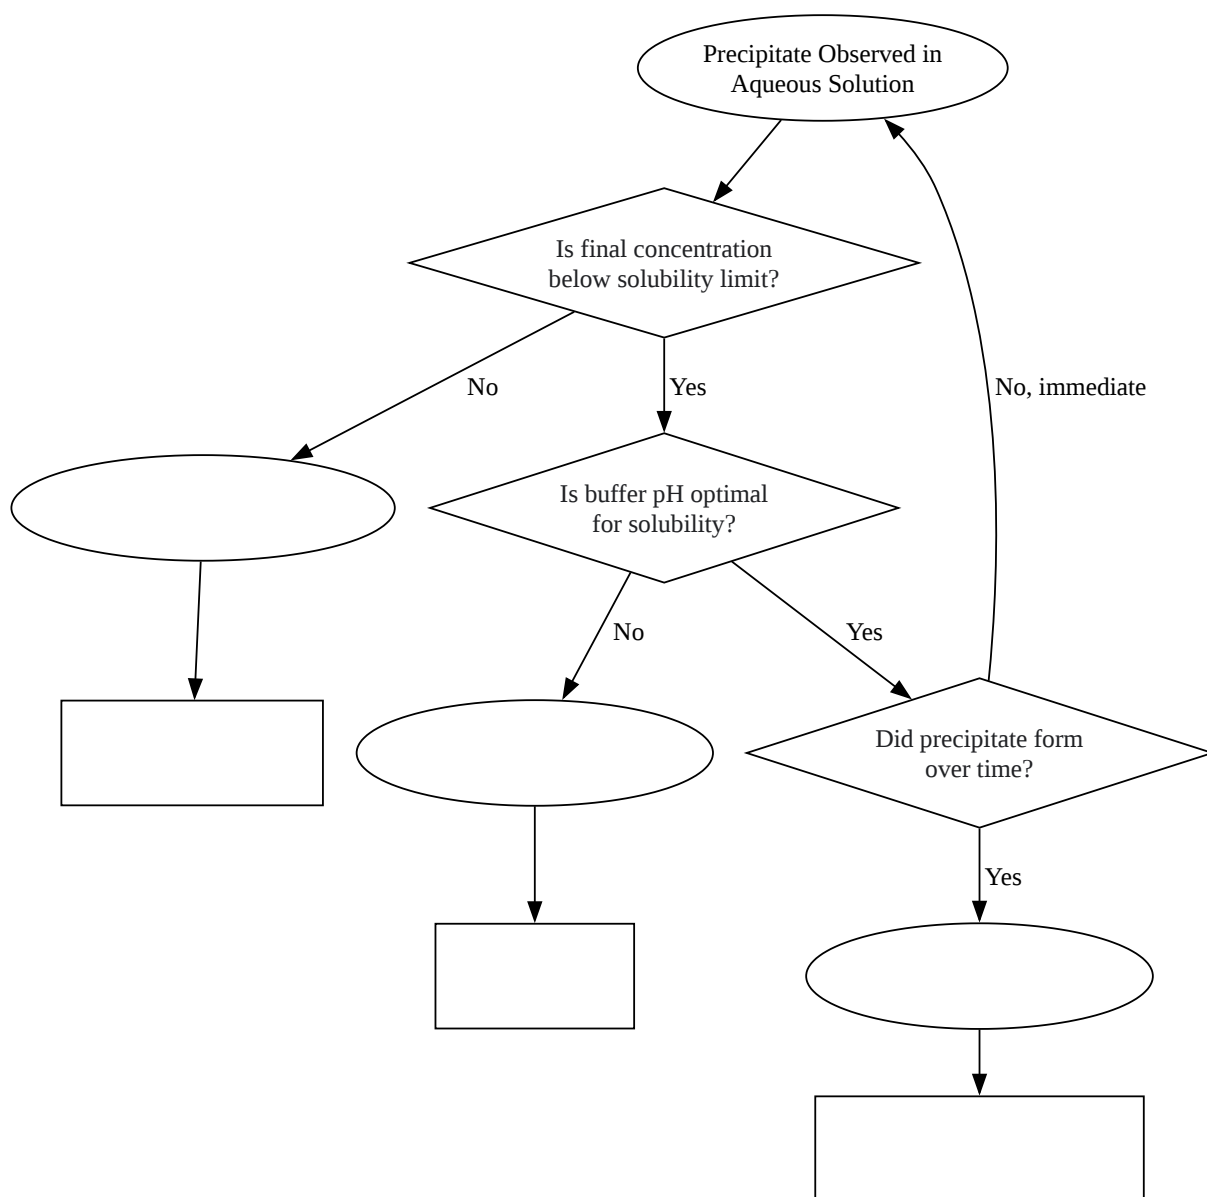 Precipitate Observed in
Aqueous Solution
Is final concentration
below solubility limit?
No
Yes
No, immediate
Is buffer pH optimal
for solubility?
No
Yes
Did precipitate form
over time?
Yes